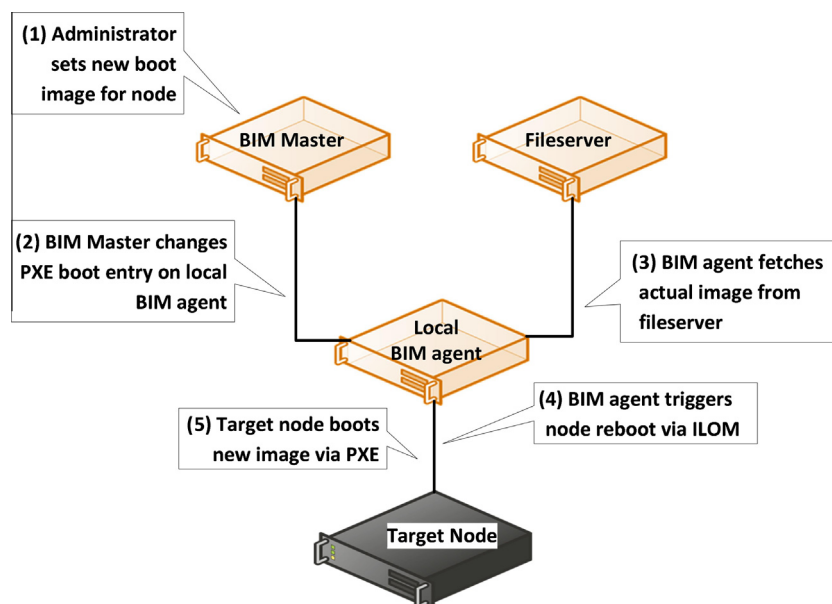 (1) Administrator
sets new boot
image for node
BIM Master
Fileserver
(2) BIM Master changes
PXE boot entry on local
BIM agent
(3) BIM agent fetches
actual image from
fileserver
Local
BIM agent
(4) BIM agent triggers
node reboot via ILOM
(5) Target node boots
new image via PXE
Target Node